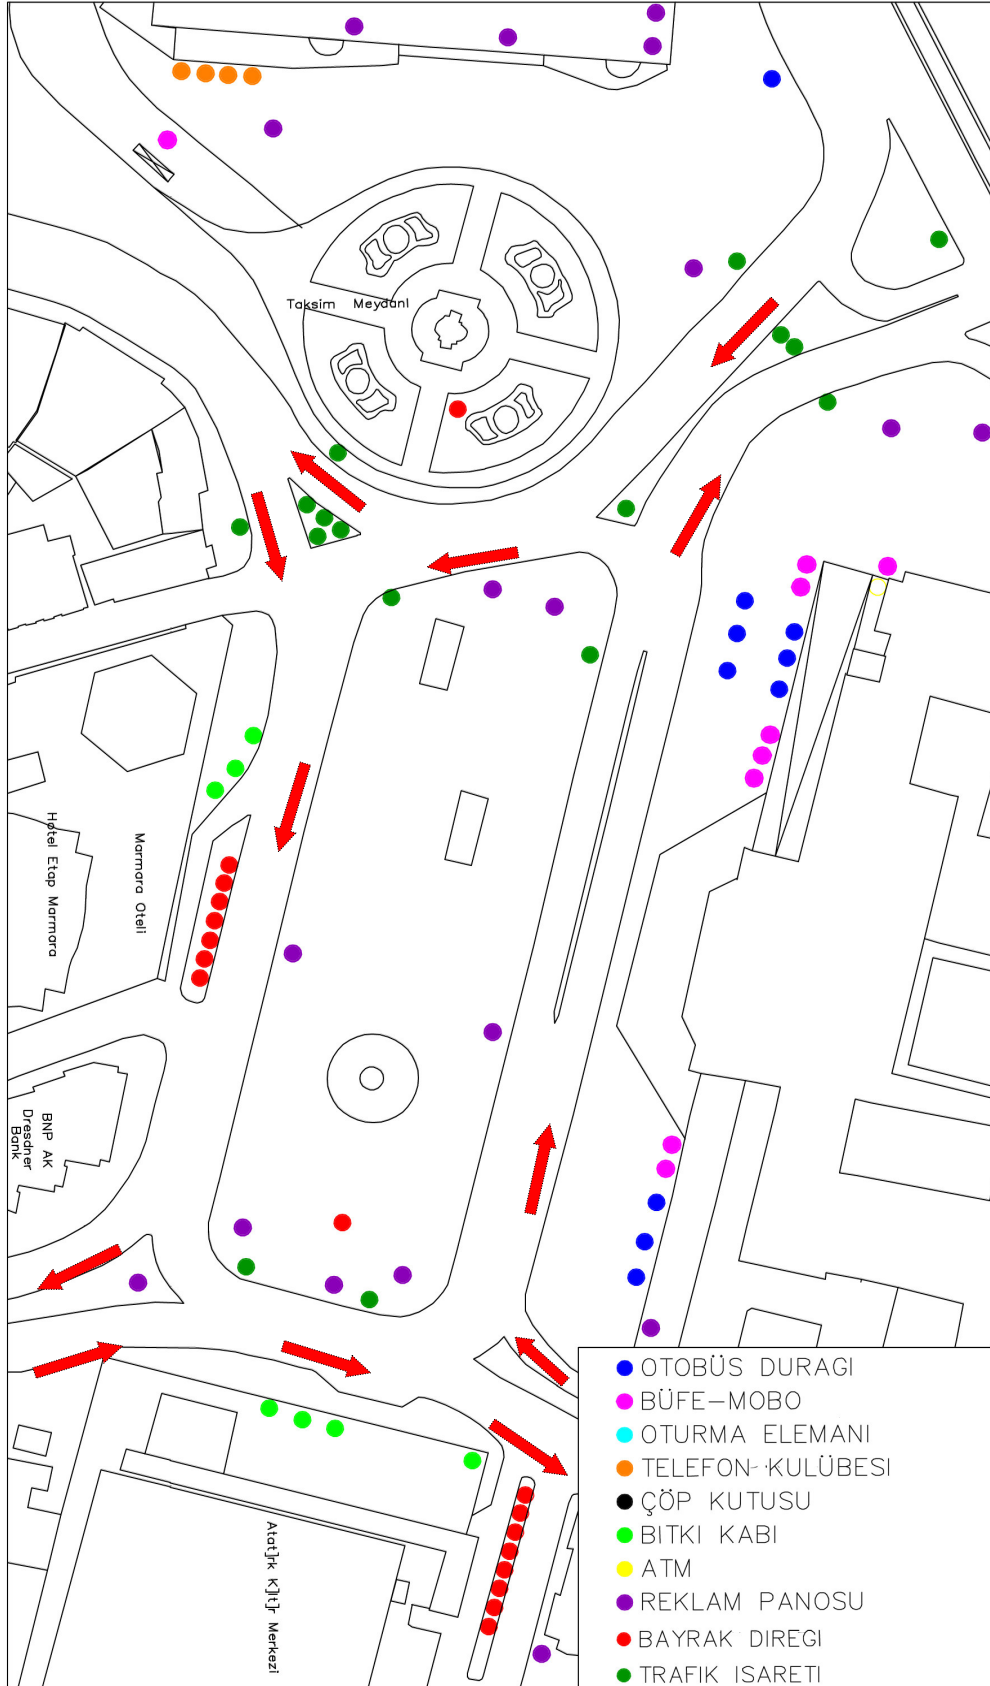 Taksim Meydanl
Hotel Etap Marmara
Marmara Oteli
BNP AK
Dresdner
Bank
Atat]rk K]lt]r Merkezi
OTOBÜS DURAGI
BÜFE-MOBO
OTURMA ELEMANI
TELEFON KULÜBESI
ÇÖP KUTUSU
BITKI KABI
ATM
REKLAM PANOSU
BAYRAK DIREGI
TRAFIK ISARETI